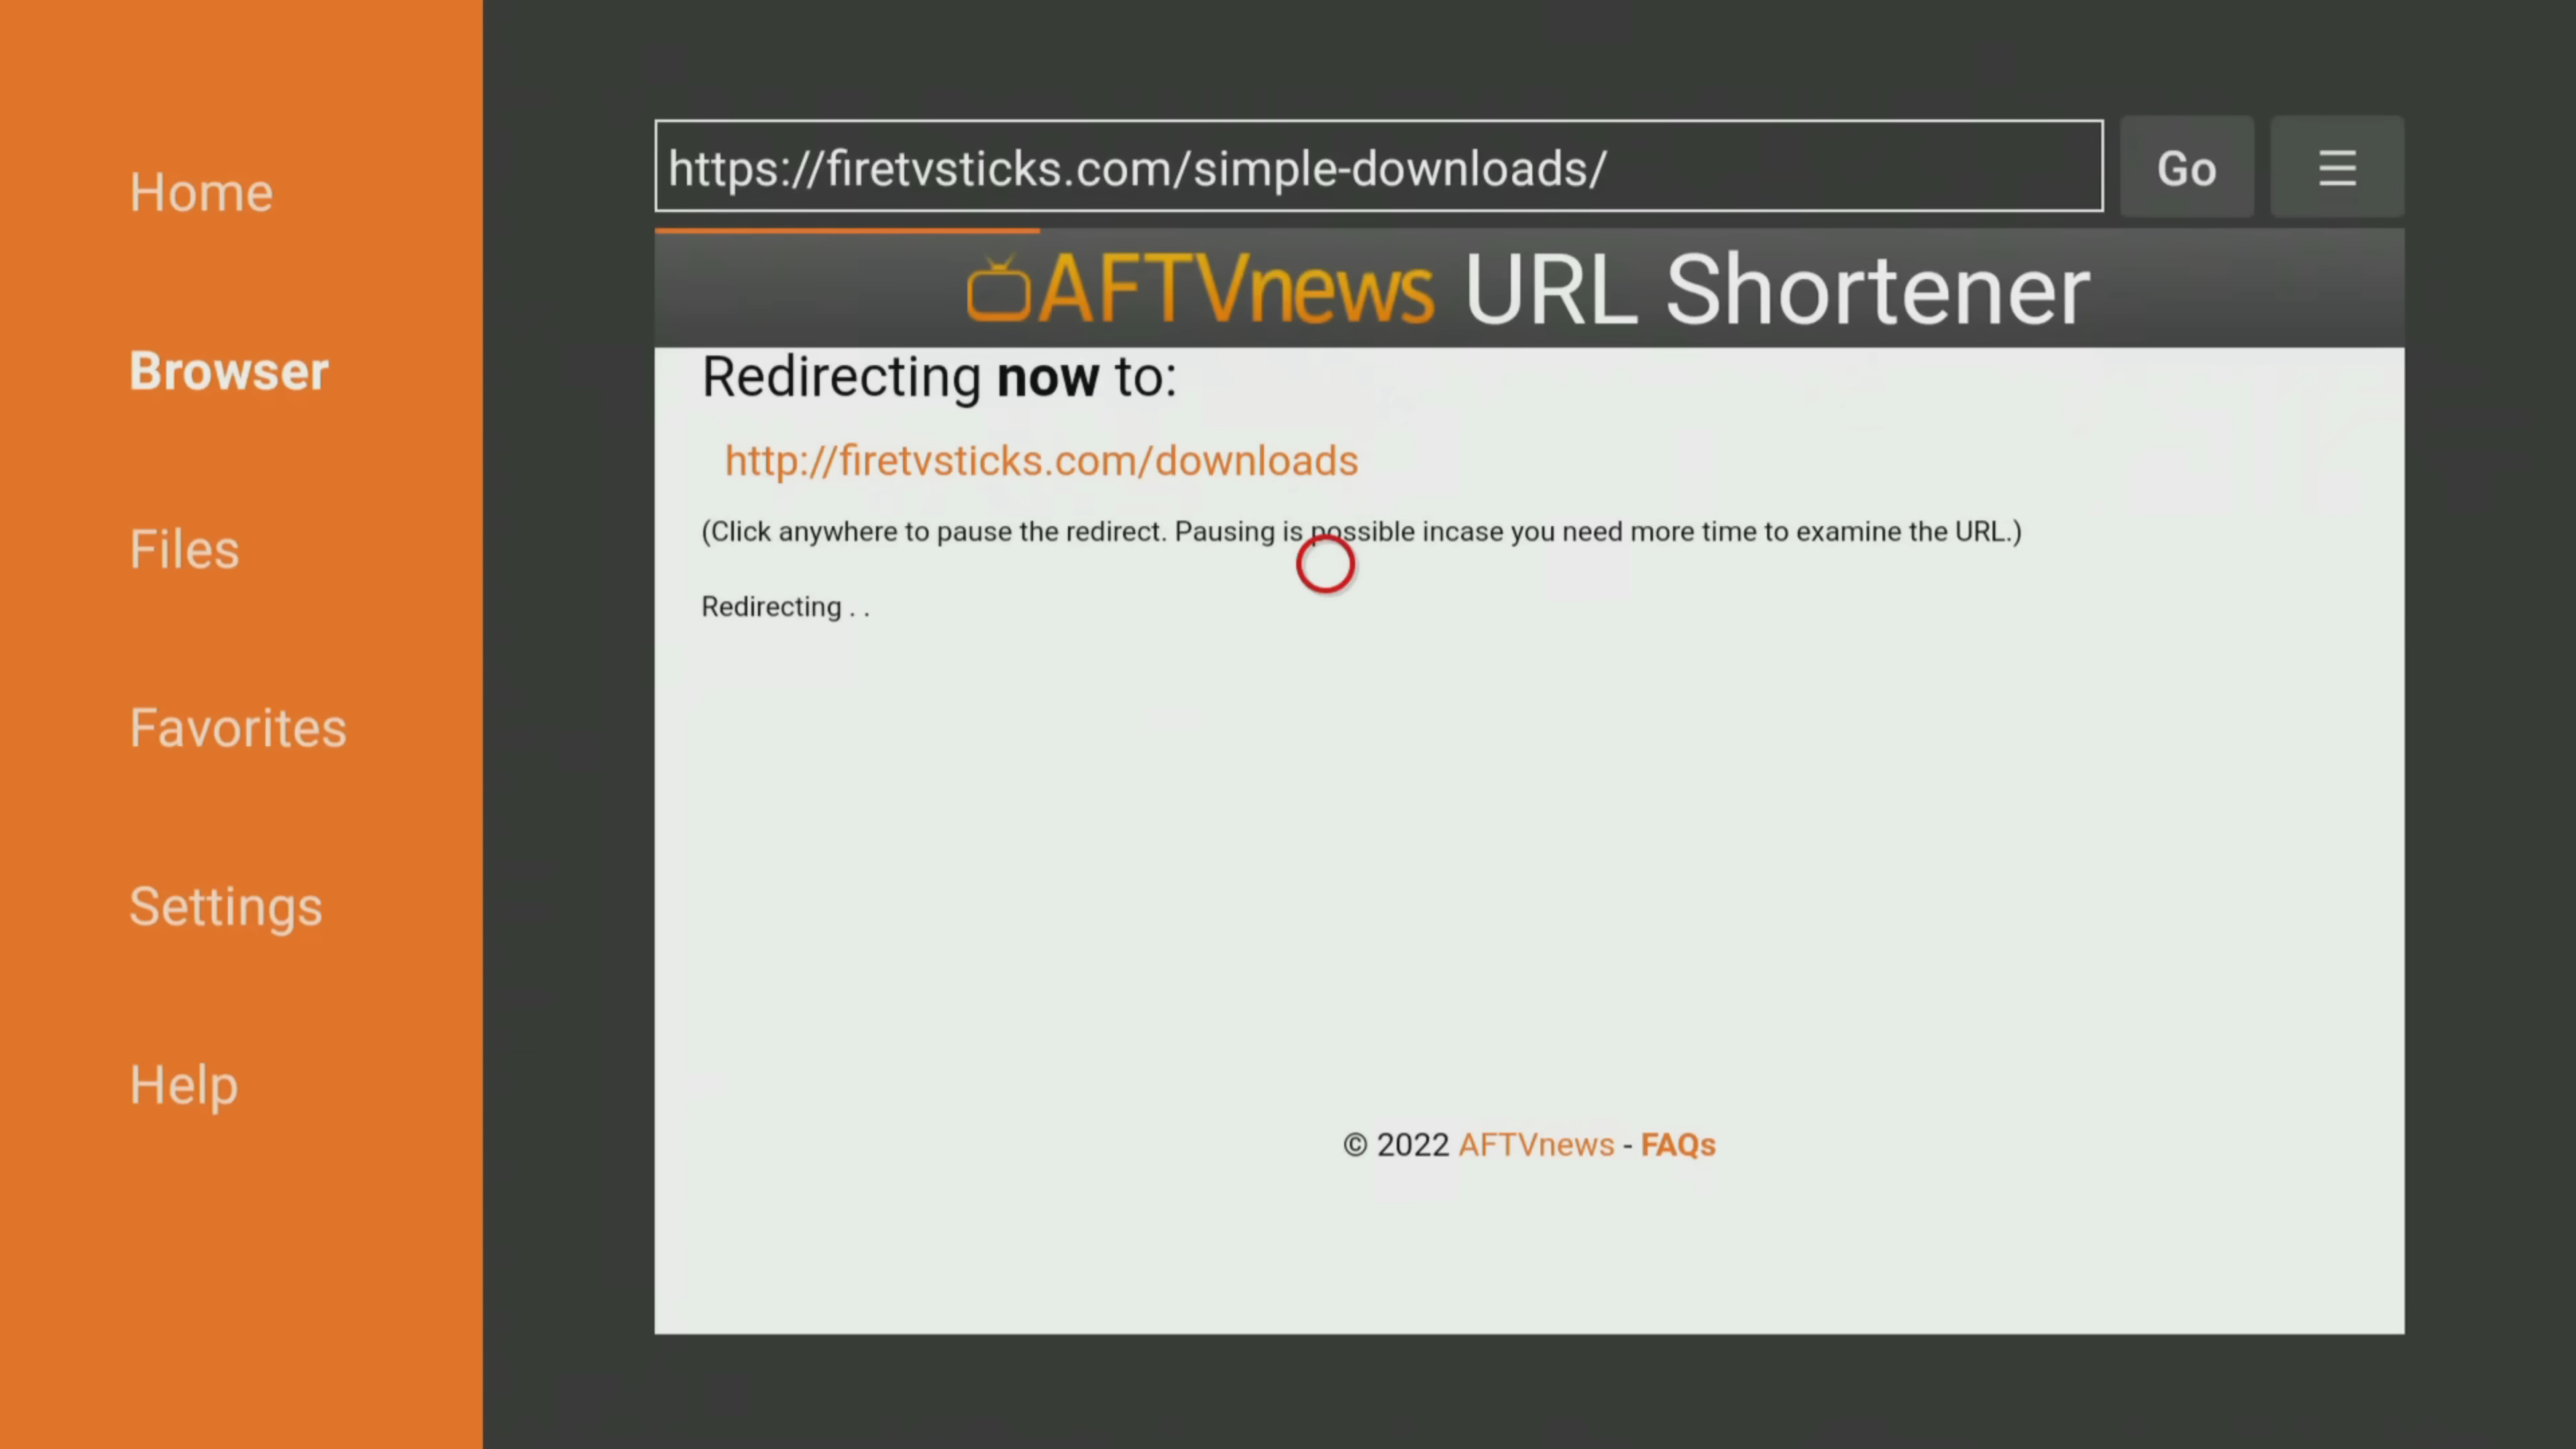 Home
Browser
Files
Favorites
Settings
Help
https://firetvsticks.com/simple-downloads/
Go
AFTVnews URL Shortener
Redirecting now to:
http://firetvsticks.com/downloads
(Click anywhere to pause the redirect. Pausing is possible incase you need more time to examine the URL.)
Redirecting . .
© 2022 AFTVnews - FAQs